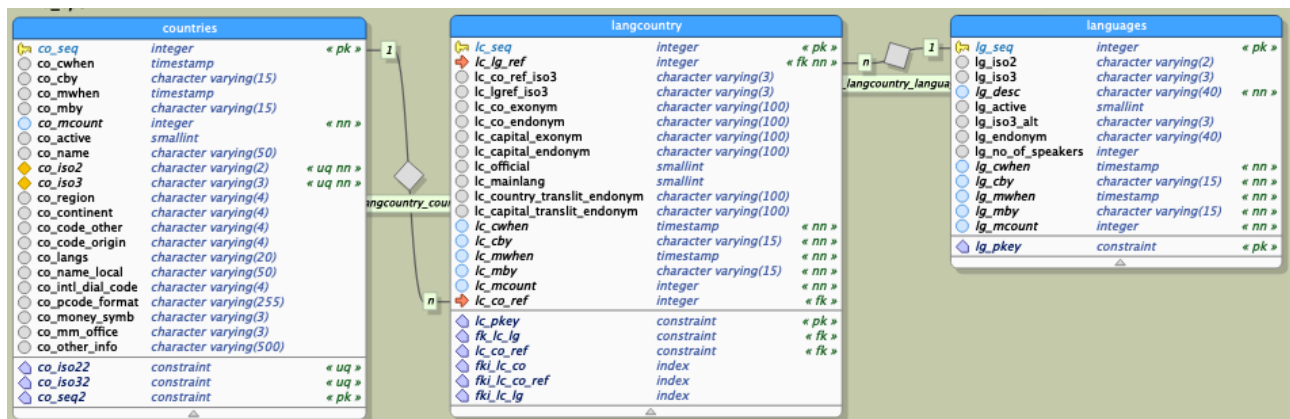 countries
co_seq integer « pk »
co_cwhen timestamp
co_cby character varying(15)
co_mwhen timestamp
co_mby character varying(15)
co_mcount integer « nn »
co_active smallint
co_name character varying(50)
co_iso2 character varying(2) « uq nn »
co_iso3 character varying(3) « uq nn »
co_region character varying(4)
co_continent character varying(4)
co_code_other character varying(4)
co_code_origin character varying(4)
co_langs character varying(20)
co_name_local character varying(50)
co_intl_dial_code character varying(4)
co_pcode_format character varying(255)
co_money_symb character varying(3)
co_mm_office character varying(3)
co_other_info character varying(500)
co_iso22 constraint « uq »
co_iso32 constraint « uq »
co_seq2 constraint « pk »
1
angcountry_cou
n
langcountry
lc_seq integer « pk »
lc_lg_ref integer « fk nn »
lc_co_ref_iso3 character varying(3)
lc_lgref_iso3 character varying(3)
lc_co_exonym character varying(100)
lc_co_endonym character varying(100)
lc_capital_exonym character varying(100)
lc_capital_endonym character varying(100)
lc_official smallint
lc_mainlang smallint
lc_country_translit_endonym character varying(100)
lc_capital_translit_endonym character varying(100)
lc_cwhen timestamp « nn »
lc_cby character varying(15) « nn »
lc_mwhen timestamp « nn »
lc_mby character varying(15) « nn »
lc_mcount integer « nn »
lc_co_ref integer « fk »
lc_pkey constraint « pk »
fk_lc_lg constraint « fk »
lc_co_ref constraint « fk »
fki_lc_co index
fki_lc_co_ref index
fki_lc_lg index
n
1
_langcountry_langua
languages
lg_seq integer « pk »
lg_iso2 character varying(2)
lg_iso3 character varying(3)
lg_desc character varying(40) « nn »
lg_active smallint
lg_iso3_alt character varying(3)
lg_endonym character varying(40)
lg_no_of_speakers integer
lg_cwhen timestamp « nn »
lg_cby character varying(15) « nn »
lg_mwhen timestamp « nn »
lg_mby character varying(15) « nn »
lg_mcount integer « nn »
lg_pkey constraint « pk »